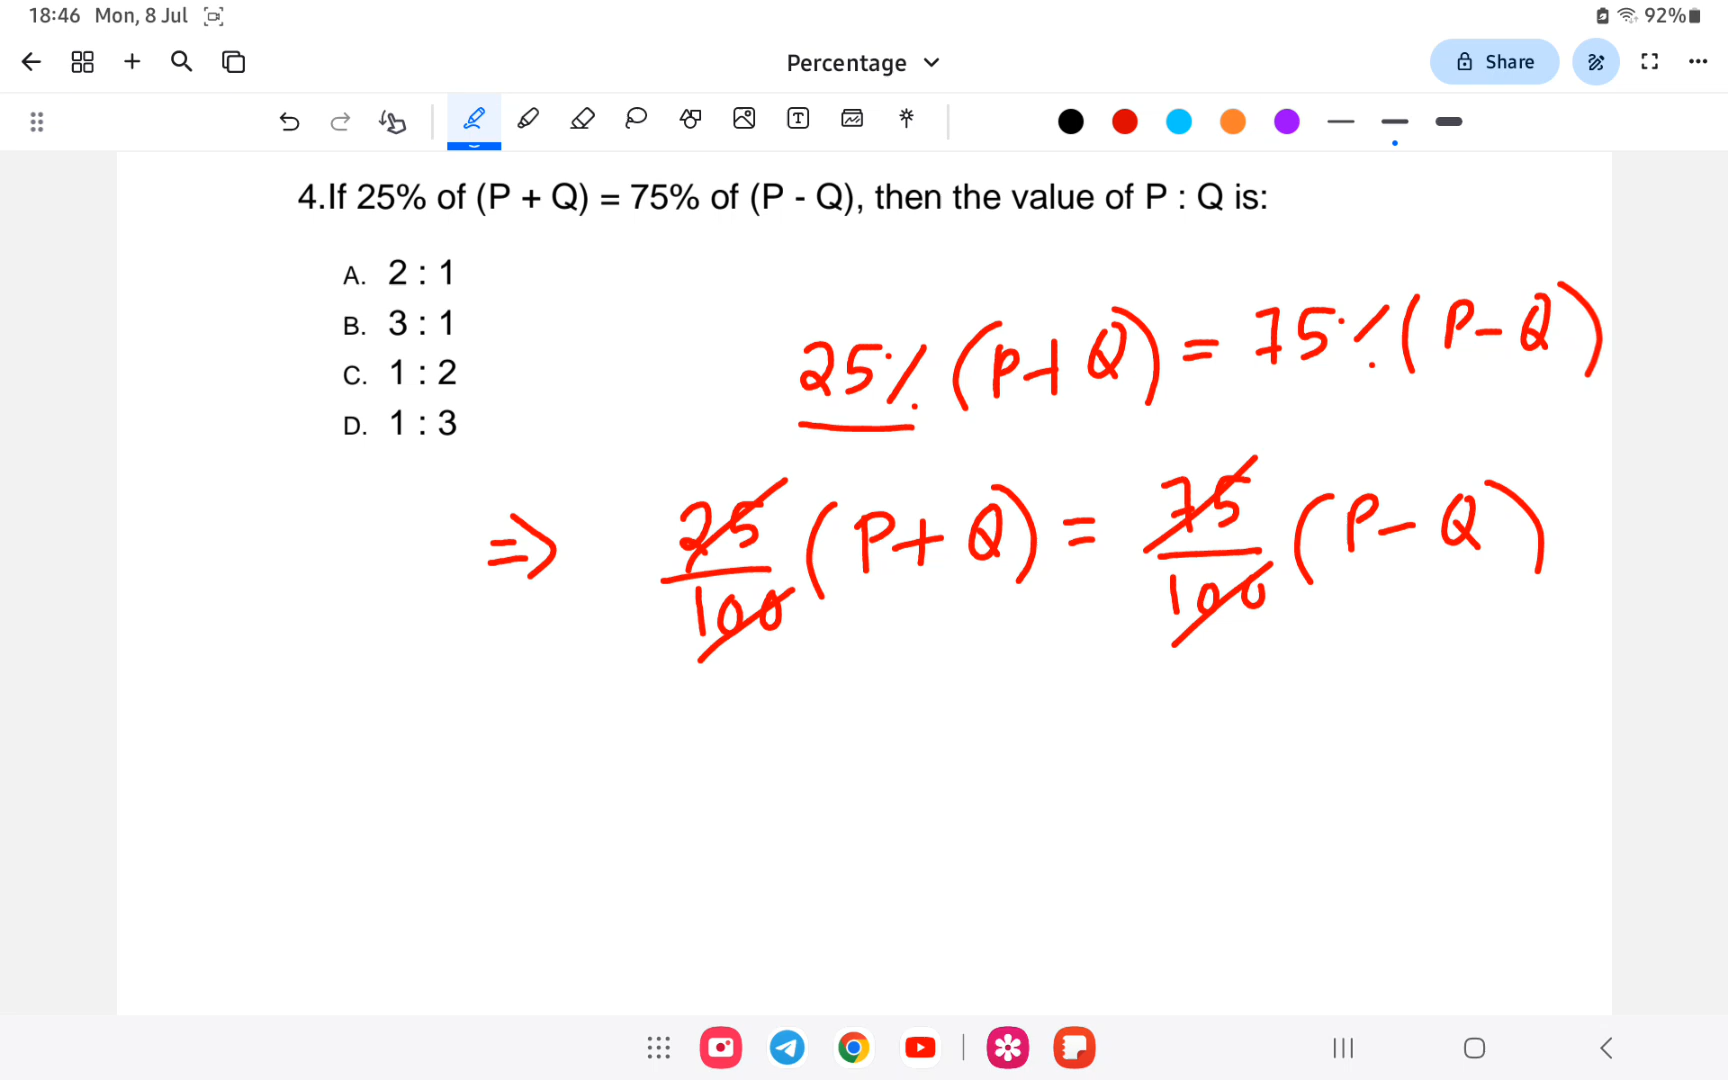 18:46 Mon, 8 Jul 92%
Percentage
Share
4.If 25% of (P + Q) = 75% of (P - Q), then the value of P : Q is:
A. 2 : 1
B. 3 : 1
C. 1 : 2
D. 1 : 3
25% (P+Q) = 75% (P-Q)
=> 25/100 (P+Q) = 75/100 (P-Q)